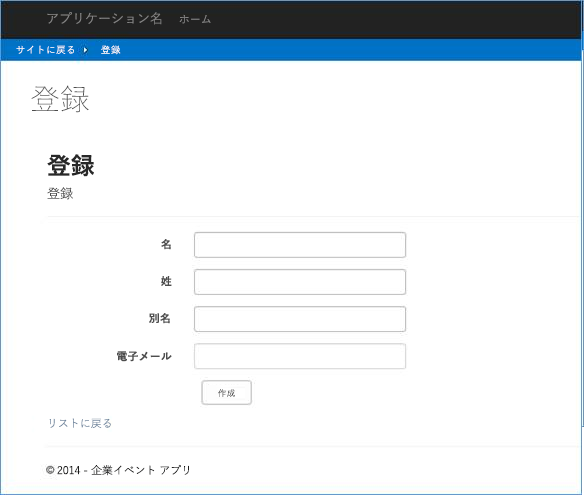 アプリケーション名 ホーム
サイトに戻る 登録
登録
登録
登録
名
姓
別名
電子メール
作成
リストに戻る
© 2014 - 企業イベント アプリ